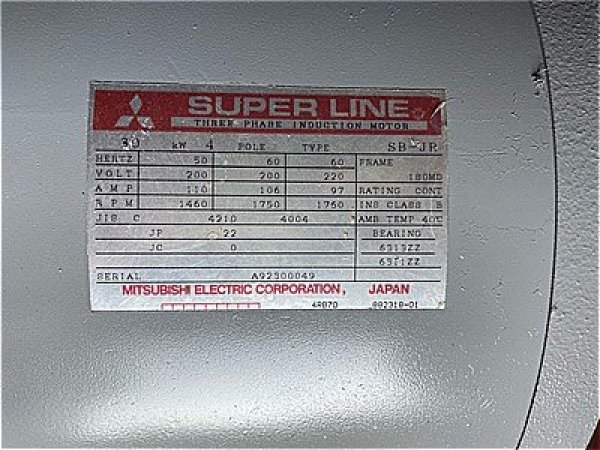 SUPER LINE
THREE PHASE INDUCTION MOTOR
30 kW 4 POLE TYPE SB-JR
HERTZ 50 60 60 FRAME
VOLT 200 200 220 180MD
AMP 110 106 97 RATING CONT
RPM 1460 1750 1760 INS CLASS B
JIS C 4210 4004 AMB TEMP 40C
JP 22 BEARING
JC 0 6313ZZ
SERIAL A92300049
MITSUBISHI ELECTRIC CORPORATION, JAPAN